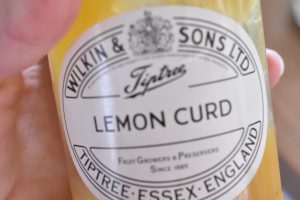 WILKIN & SONS LTD
Tiptree
LEMON CURD
FRUIT GROWERS & PRESERVERS
SINCE 1885
TIPTREE · ESSEX · ENGLAND